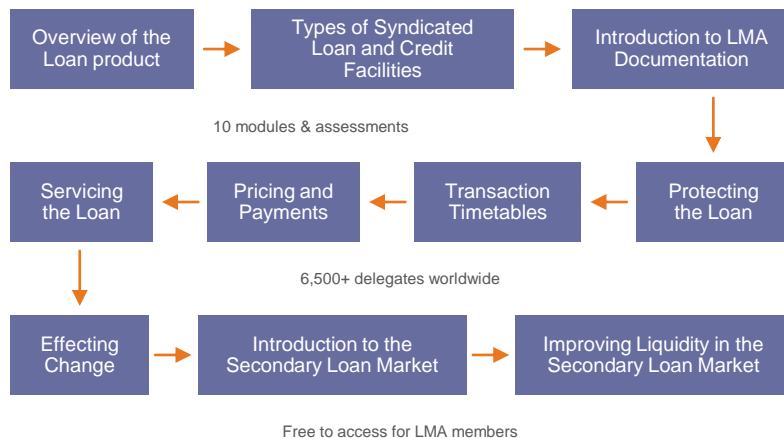 Overview of the
Loan product
Types of Syndicated
Loan and Credit
Facilities
Introduction to LMA
Documentation
10 modules & assessments
Protecting
the Loan
Transaction
Timetables
Pricing and
Payments
Servicing
the Loan
6,500+ delegates worldwide
Effecting
Change
Introduction to the
Secondary Loan Market
Improving Liquidity in the
Secondary Loan Market
Free to access for LMA members